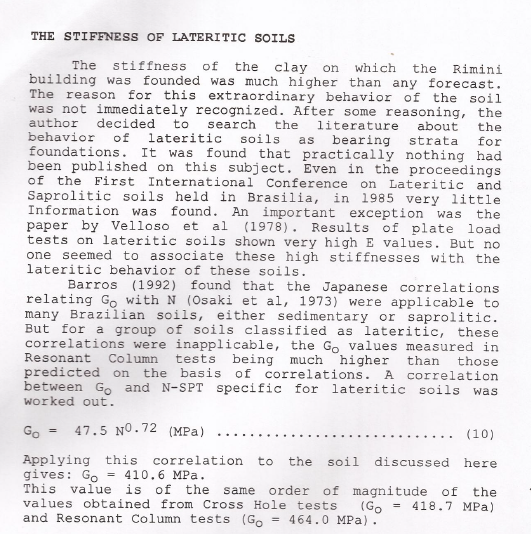 THE STIFFNESS OF LATERITIC SOILS
The stiffness of the clay on which the Rimini
building was founded was much higher than any forecast.
The reason for this extraordinary behavior of the soil
was not immediately recognized. After some reasoning, the
author decided to search the literature about the
behavior of lateritic soils as bearing strata for
foundations. It was found that practically nothing had
been published on this subject. Even in the proceedings
of the First International Conference on Lateritic and
Saprolitic soils held in Brasilia, in 1985 very little
Information was found. An important exception was the
paper by Velloso et al (1978). Results of plate load
tests on lateritic soils shown very high E values. But no
one seemed to associate these high stiffnesses with the
lateritic behavior of these soils.
Barros (1992) found that the Japanese correlations
relating G₀ with N (Osaki et al, 1973) were applicable to
many Brazilian soils, either sedimentary or saprolitic.
But for a group of soils classified as lateritic, these
correlations were inapplicable, the G₀ values measured in
Resonant Column tests being much higher than those
predicted on the basis of correlations. A correlation
between G₀ and N-SPT specific for lateritic soils was
worked out.
G₀ = 47.5 N⁰·⁷² (MPa) ............................ (10)
Applying this correlation to the soil discussed here
gives: G₀ = 410.6 MPa.
This value is of the same order of magnitude of the
values obtained from Cross Hole tests (G₀ = 418.7 MPa)
and Resonant Column tests (G₀ = 464.0 MPa).